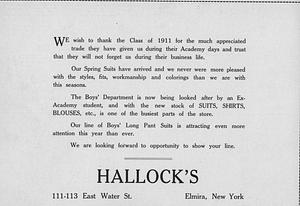 WE wish to thank the Class of 1911 for the much appreciated
trade they have given us during their Academy days and trust
that they will not forget us during their business life.
Our Spring Suits have arrived and we never were more pleased
with the styles, fits, workmanship and colorings than we are with
this seasons.
The Boys' Department is now being looked after by an Ex-
Academy student, and with the new stock of SUITS, SHIRTS,
BLOUSES, etc., is one of the busiest parts of the store.
Our line of Boys' Long Pant Suits is attracting even more
attention this year than ever.
We are looking forward to opportunity to show your line.
HALLOCK'S
111-113 East Water St. Elmira, New York